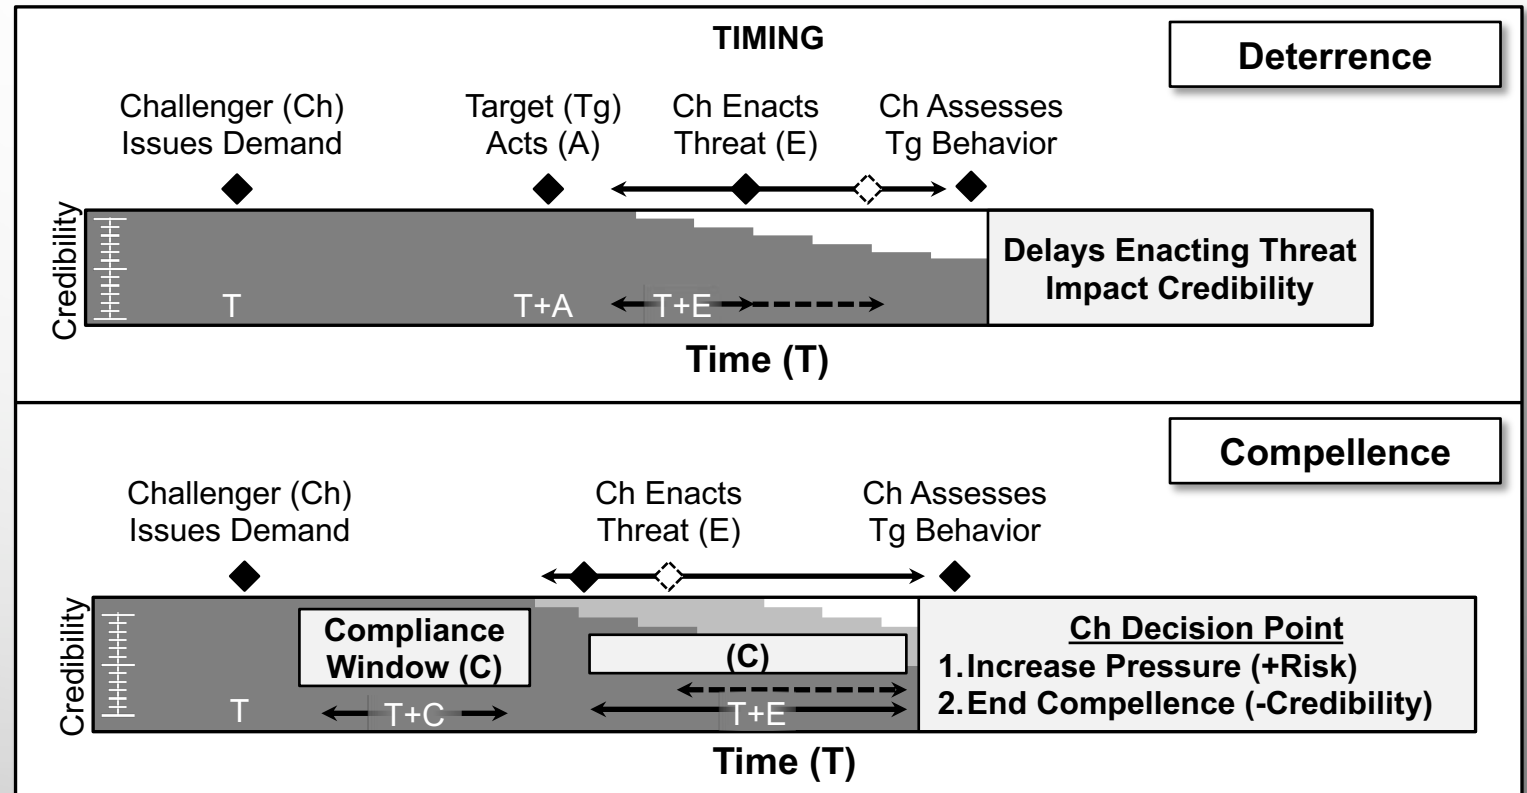 TIMING
Deterrence
Challenger (Ch)
Issues Demand
Target (Tg)
Acts (A)
Ch Enacts
Threat (E)
Ch Assesses
Tg Behavior
Credibility
T
T+A
T+E
Delays Enacting Threat
Impact Credibility
Time (T)
Compellence
Challenger (Ch)
Issues Demand
Ch Enacts
Threat (E)
Ch Assesses
Tg Behavior
Credibility
Compliance
Window (C)
(C)
T
T+C
T+E
Ch Decision Point
1.Increase Pressure (+Risk)
2.End Compellence (-Credibility)
Time (T)